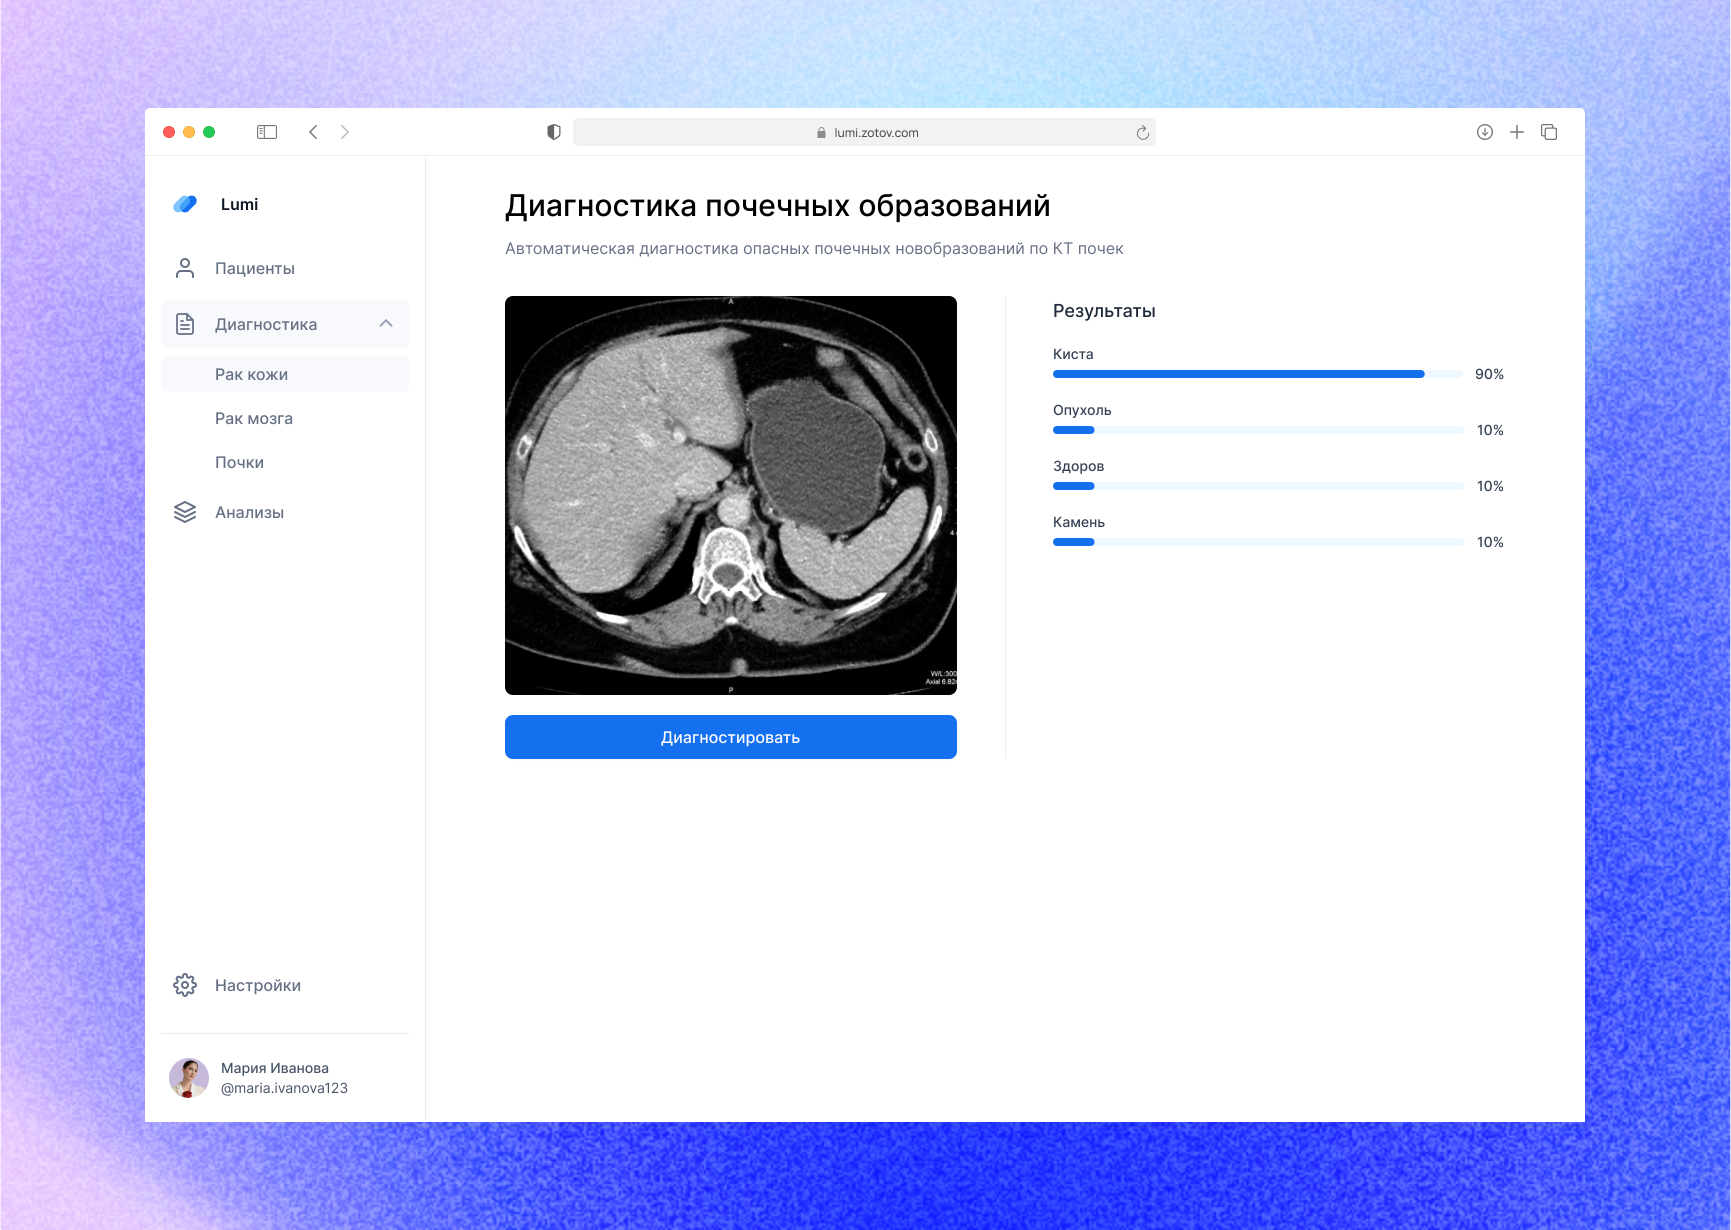 lumi.zotov.com
Lumi
Пациенты
Диагностика
Рак кожи
Рак мозга
Почки
Анализы
Настройки
Мария Иванова
@maria.ivanova123
Диагностика почечных образований
Автоматическая диагностика опасных почечных новообразований по КТ почек
A
4
P
W/L:300
Axial 6.82
Диагностировать
Результаты
Киста
90%
Опухоль
10%
Здоров
10%
Камень
10%